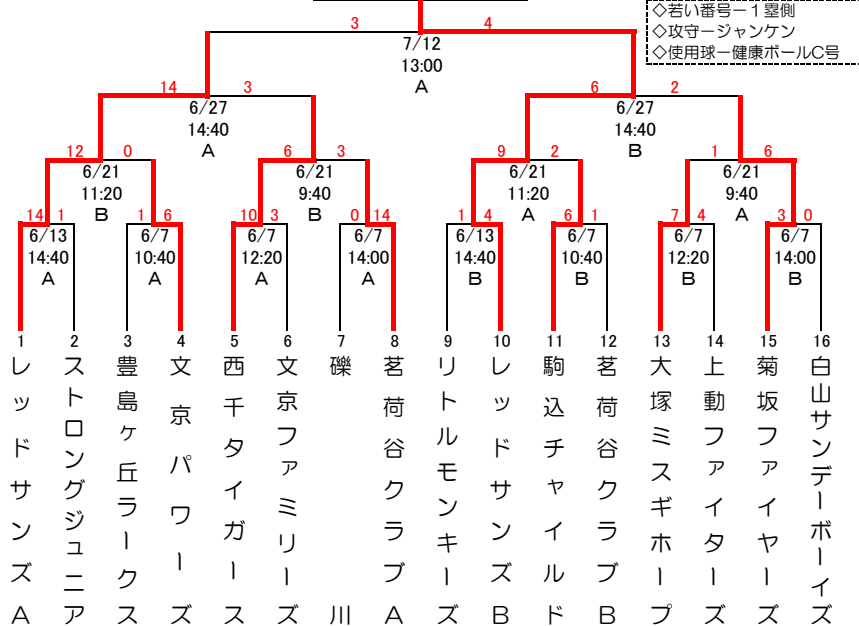 ◇若い番号－１塁側
◇攻守－ジャンケン
◇使用球－健康ボールC号
3 4
7/12
13:00
A
14 3
6/27
14:40
A
6 2
6/27
14:40
B
12 0
6/21
11:20
B
6 3
6/21
9:40
B
9 2
6/21
11:20
A
1 6
6/21
9:40
A
14 1
6/13
14:40
A
1 6
6/7
10:40
A
10 3
6/7
12:20
A
0 14
6/7
14:00
A
1 4
6/13
14:40
B
6 1
6/7
10:40
B
7 4
6/7
12:20
B
3 0
6/7
14:00
B
1
レッドサンズA
2
ストロングジュニア
3
豊島ヶ丘ラークス
4
文京パワーズ
5
西千タイガース
6
文京ファミリーズ
7
礫川
8
茗荷谷クラブA
9
リトルモンキーズ
10
レッドサンズB
11
駒込チャイルド
12
茗荷谷クラブB
13
大塚ミスギホープ
14
上動ファイターズ
15
菊坂ファイヤーズ
16
白山サンデーボーイズ